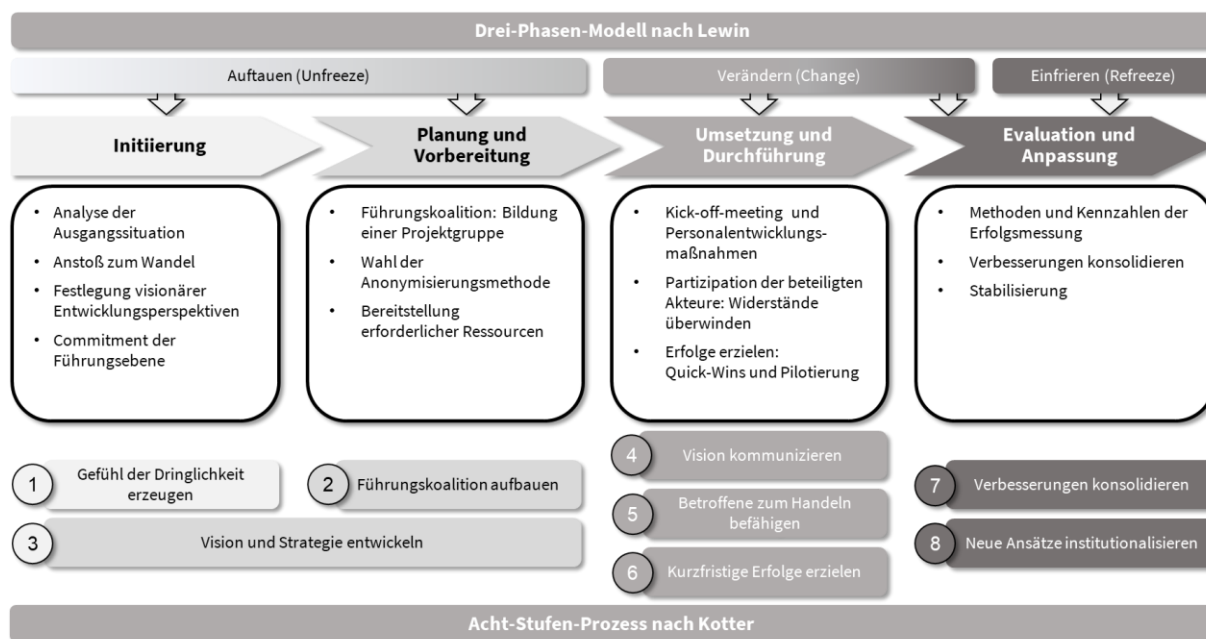 Drei-Phasen-Modell nach Lewin
Auftauen (Unfreeze)
Verändern (Change)
Einfrieren (Refreeze)
Initiierung
Planung und
Vorbereitung
Umsetzung und
Durchführung
Evaluation und
Anpassung
• Analyse der
Ausgangssituation
• Anstoß zum Wandel
• Festlegung visionärer
Entwicklungsperspektiven
• Commitment der
Führungsebene
• Führungskoalition: Bildung
einer Projektgruppe
• Wahl der
Anonymisierungsmethode
• Bereitstellung
erforderlicher Ressourcen
• Kick-off-meeting und
Personalentwicklungs-
maßnahmen
• Partizipation der beteiligten
Akteure: Widerstände
überwinden
• Erfolge erzielen:
Quick-Wins und Pilotierung
• Methoden und Kennzahlen der
Erfolgsmessung
• Verbesserungen konsolidieren
• Stabilisierung
1 Gefühl der Dringlichkeit
erzeugen
2 Führungskoalition aufbauen
3 Vision und Strategie entwickeln
4 Vision kommunizieren
5 Betroffene zum Handeln
befähigen
6 Kurzfristige Erfolge erzielen
7 Verbesserungen konsolidieren
8 Neue Ansätze institutionalisieren
Acht-Stufen-Prozess nach Kotter